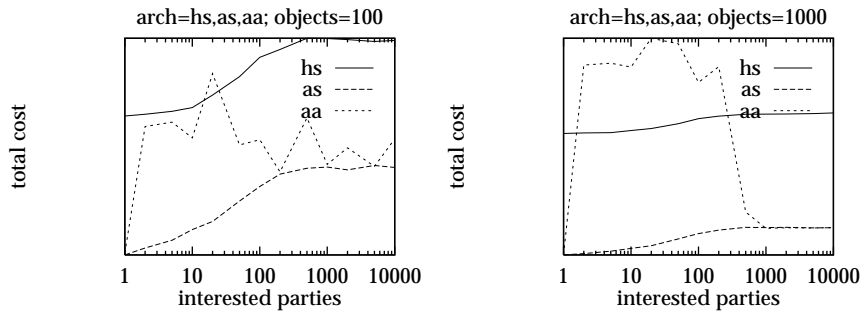 arch=hs,as,aa; objects=100
total cost
hs
as
aa
1 10 100 1000 10000
interested parties
arch=hs,as,aa; objects=1000
total cost
hs
as
aa
1 10 100 1000 10000
interested parties